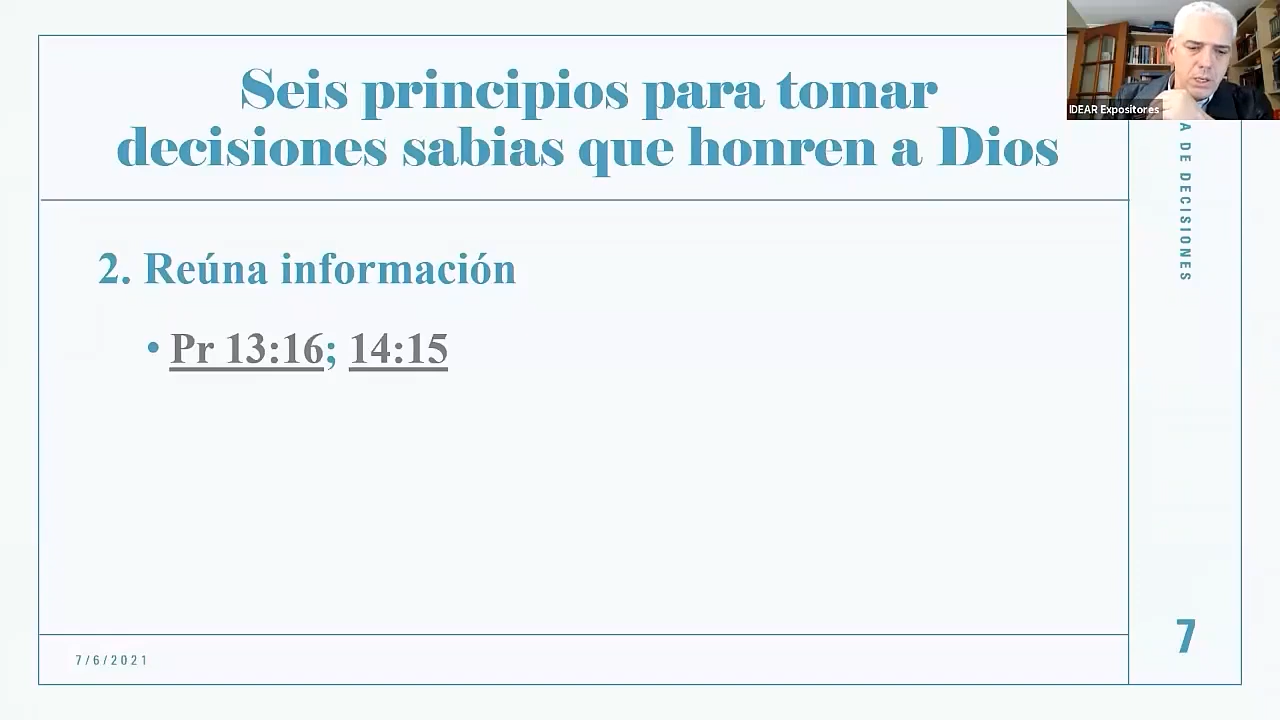 Seis principios para tomar
decisiones sabias que honren a Dios
IDEAR Expositores
A DE DECISIONES
2. Reúna información
• Pr 13:16; 14:15
7/6/2021
7